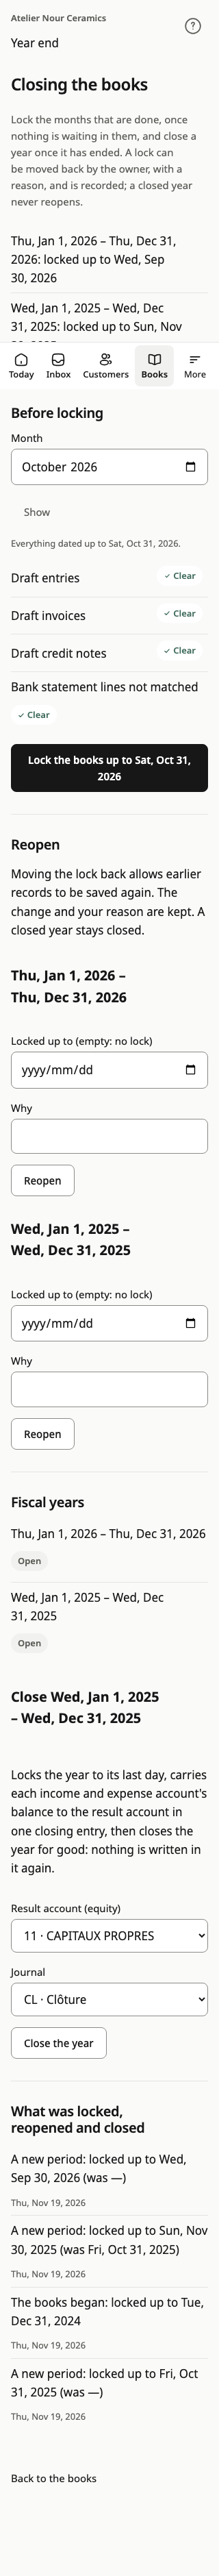 Atelier Nour Ceramics
Year end
?
Closing the books
Lock the months that are done, once
nothing is waiting in them, and close a
year once it has ended. A lock can
be moved back by the owner, with a
reason, and is recorded; a closed year
never reopens.
Thu, Jan 1, 2026 – Thu, Dec 31,
2026: locked up to Wed, Sep
30, 2026
Wed, Jan 1, 2025 – Wed, Dec
31, 2025: locked up to Sun, Nov
Today
Inbox
Customers
Books
More
Before locking
Month
October 2026
Show
Everything dated up to Sat, Oct 31, 2026.
Draft entries
✓ Clear
Draft invoices
✓ Clear
Draft credit notes
✓ Clear
Bank statement lines not matched
✓ Clear
Lock the books up to Sat, Oct 31,
2026
Reopen
Moving the lock back allows earlier
records to be saved again. The
change and your reason are kept. A
closed year stays closed.
Thu, Jan 1, 2026 –
Thu, Dec 31, 2026
Locked up to (empty: no lock)
yyyy/mm/dd
Why
Reopen
Wed, Jan 1, 2025 –
Wed, Dec 31, 2025
Locked up to (empty: no lock)
yyyy/mm/dd
Why
Reopen
Fiscal years
Thu, Jan 1, 2026 – Thu, Dec 31, 2026
Open
Wed, Jan 1, 2025 – Wed, Dec
31, 2025
Open
Close Wed, Jan 1, 2025
– Wed, Dec 31, 2025
Locks the year to its last day, carries
each income and expense account's
balance to the result account in
one closing entry, then closes the
year for good: nothing is written in
it again.
Result account (equity)
11 · CAPITAUX PROPRES
Journal
CL · Clôture
Close the year
What was locked,
reopened and closed
A new period: locked up to Wed,
Sep 30, 2026 (was —)
Thu, Nov 19, 2026
A new period: locked up to Sun, Nov
30, 2025 (was Fri, Oct 31, 2025)
Thu, Nov 19, 2026
The books began: locked up to Tue,
Dec 31, 2024
Thu, Nov 19, 2026
A new period: locked up to Fri, Oct
31, 2025 (was —)
Thu, Nov 19, 2026
Back to the books